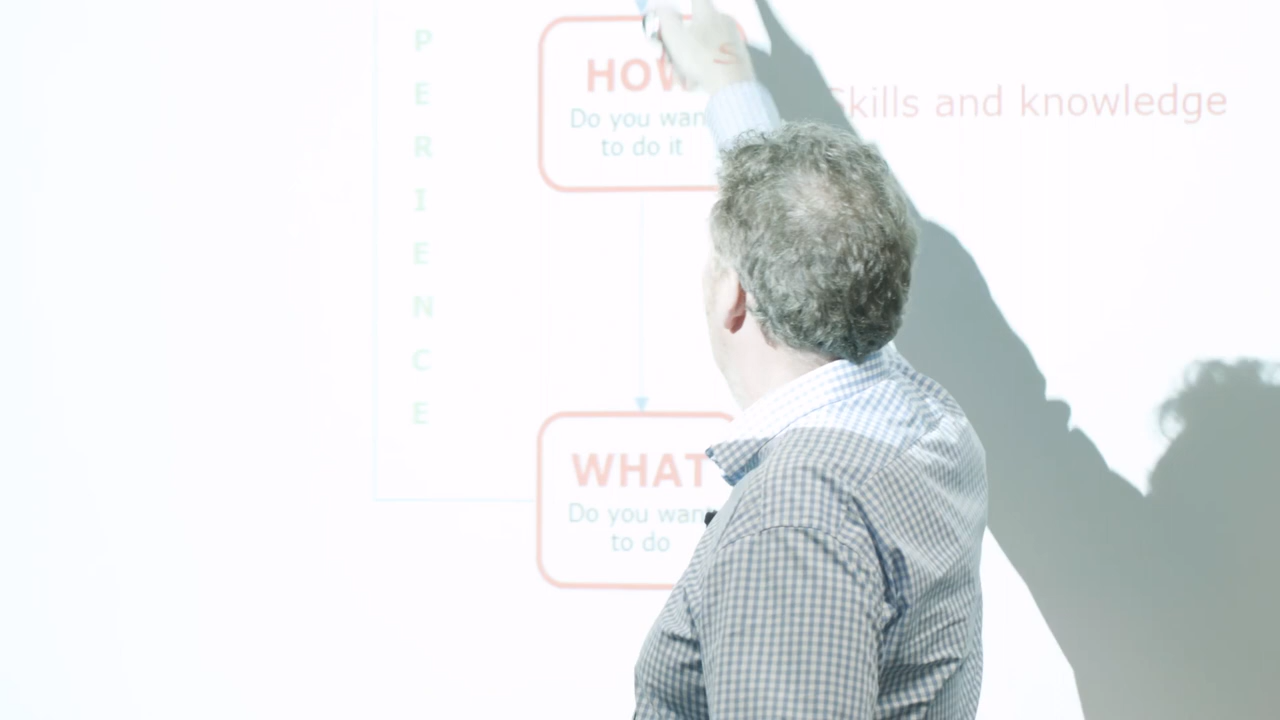 P
E
R
I
E
N
C
E
HOW
Do you wan
to do it
Skills and knowledge
WHAT
Do you wan
to do